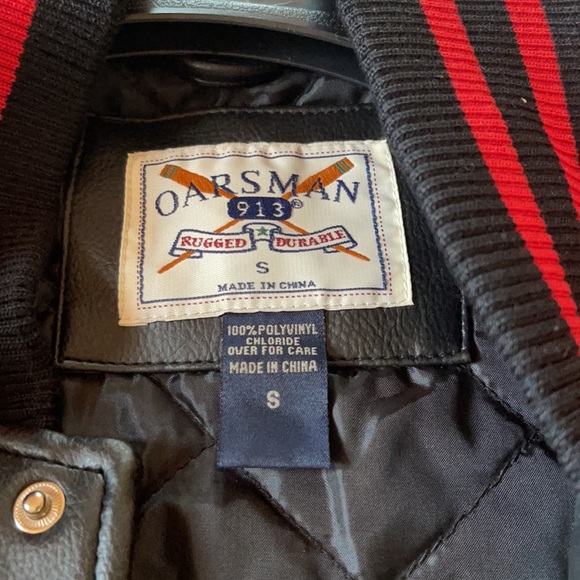 OARSMAN
913®
RUGGED DURABLE
S
MADE IN CHINA
100% POLYVINYL
CHLORIDE
OVER FOR CARE
MADE IN CHINA
S